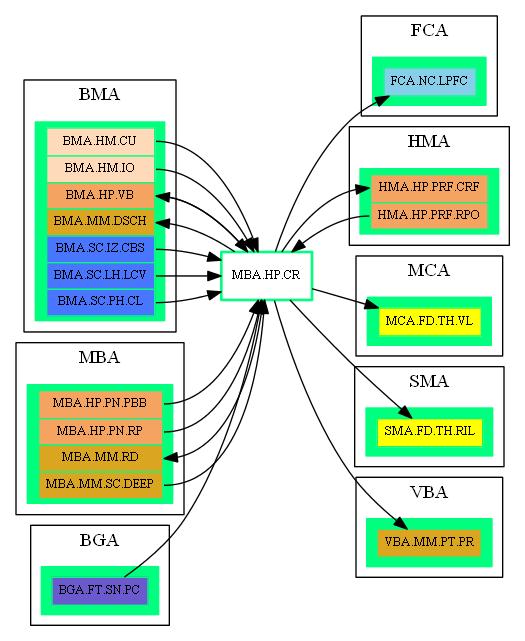 BMA
BMA.HM.CU
BMA.HM.IO
BMA.HP.VB
BMA.MM.DSCH
BMA.SC.IZ.CBS
BMA.SC.LH.LCV
BMA.SC.PH.CL
MBA
MBA.HP.PN.PBB
MBA.HP.PN.RP
MBA.MM.RD
MBA.MM.SC.DEEP
BGA
BGA.FT.SN.PC
MBA.HP.CR
FCA
FCA.NC.LPFC
HMA
HMA.HP.PRF.CRF
HMA.HP.PRF.RPO
MCA
MCA.FD.TH.VL
SMA
SMA.FD.TH.RIL
VBA
VBA.MM.PT.PR